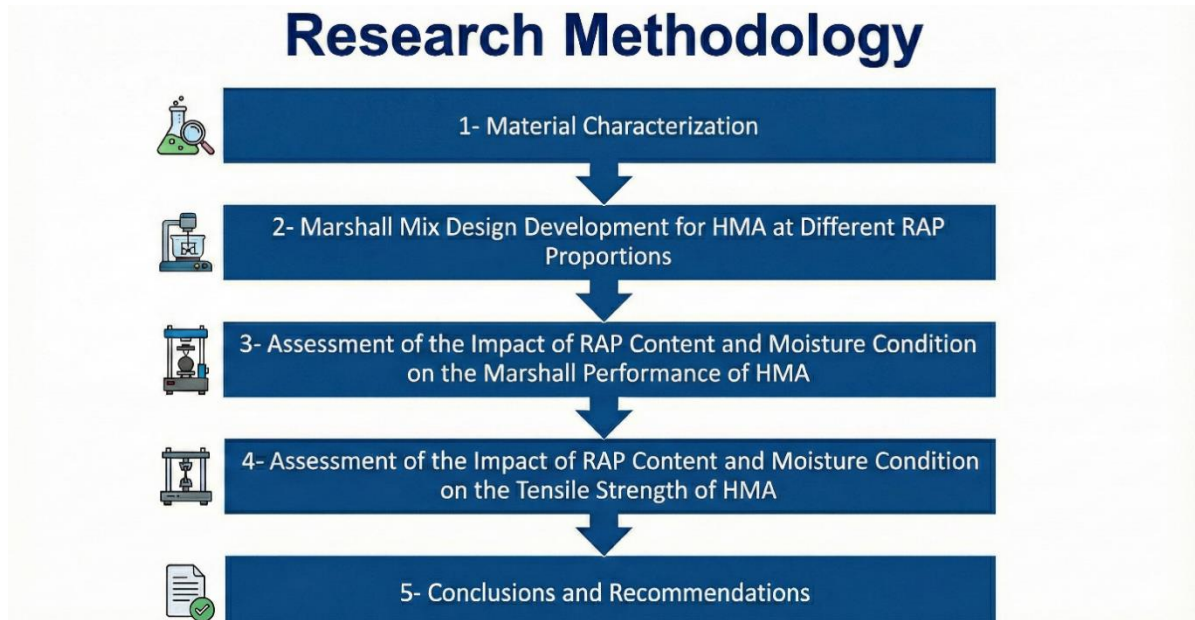 Research Methodology
1- Material Characterization
2- Marshall Mix Design Development for HMA at Different RAP
Proportions
3- Assessment of the Impact of RAP Content and Moisture Condition
on the Marshall Performance of HMA
4- Assessment of the Impact of RAP Content and Moisture Condition
on the Tensile Strength of HMA
5- Conclusions and Recommendations